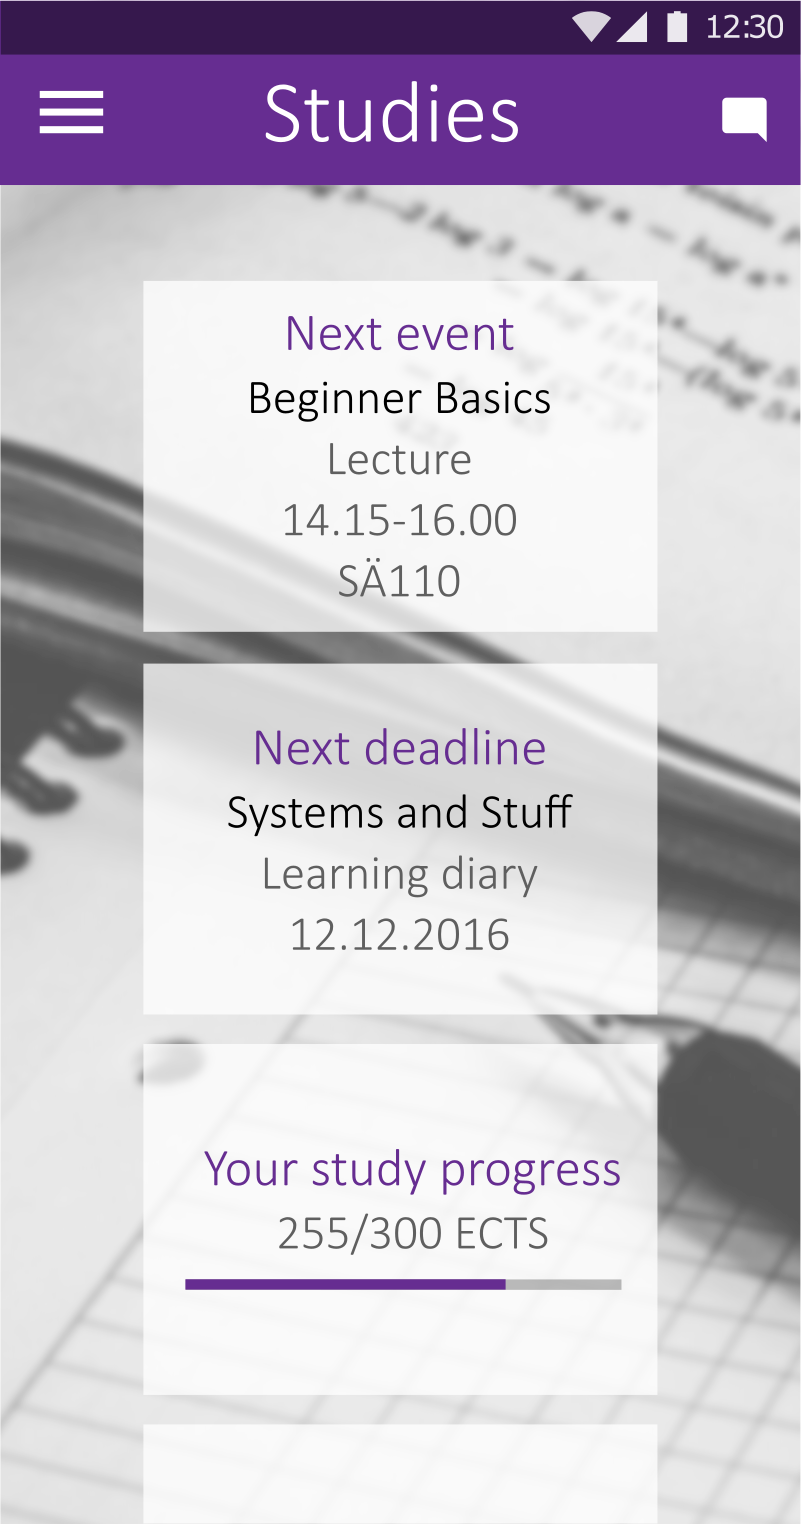 12:30
Studies
Next event
Beginner Basics
Lecture
14.15-16.00
SÄ110
Next deadline
Systems and Stuff
Learning diary
12.12.2016
Your study progress
255/300 ECTS